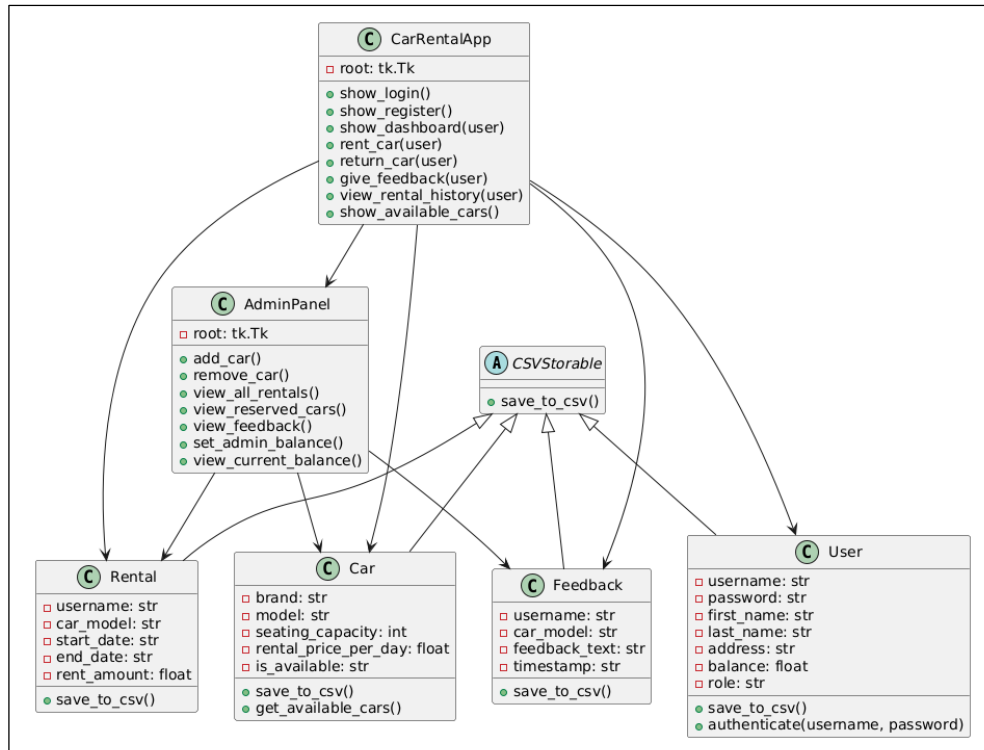 C CarRentalApp
root: tk.Tk
show_login()
show_register()
show_dashboard(user)
rent_car(user)
return_car(user)
give_feedback(user)
view_rental_history(user)
show_available_cars()
C AdminPanel
root: tk.Tk
add_car()
remove_car()
view_all_rentals()
view_reserved_cars()
view_feedback()
set_admin_balance()
view_current_balance()
A CSVStorable
save_to_csv()
C Rental
username: str
car_model: str
start_date: str
end_date: str
rent_amount: float
save_to_csv()
C Car
brand: str
model: str
seating_capacity: int
rental_price_per_day: float
is_available: str
save_to_csv()
get_available_cars()
C Feedback
username: str
car_model: str
feedback_text: str
timestamp: str
save_to_csv()
C User
username: str
password: str
first_name: str
last_name: str
address: str
balance: float
role: str
save_to_csv()
authenticate(username, password)